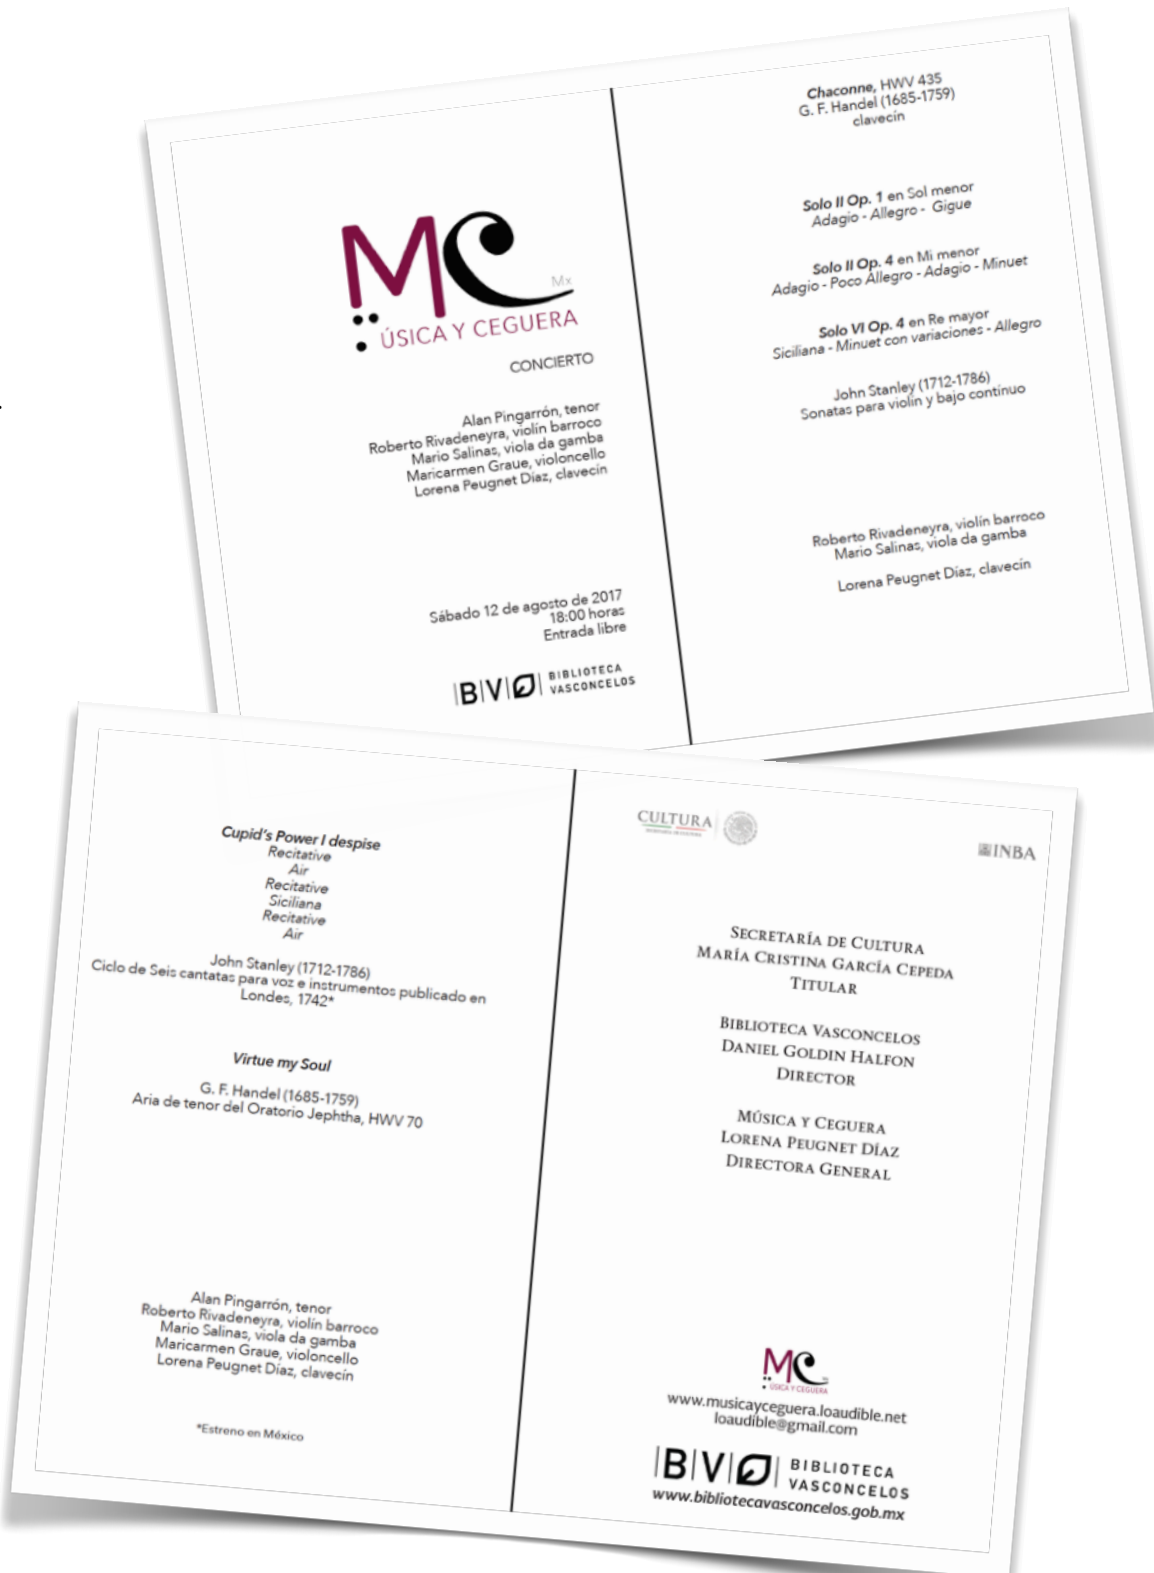 MC
Mx
ÚSICA Y CEGUERA
CONCIERTO
Alan Pingarrón, tenor
Roberto Rivadeneyra, violín barroco
Mario Salinas, viola da gamba
Maricarmen Graue, violoncello
Lorena Peugnet Díaz, clavecín
Sábado 12 de agosto de 2017
18:00 horas
Entrada libre
BV BIBLIOTECA
VASCONCELOS
Chaconne, HWV 435
G. F. Handel (1685-1759)
clavecín
Solo II Op. 1 en Sol menor
Adagio - Allegro - Gigue
Solo II Op. 4 en Mi menor
Adagio - Poco Allegro - Adagio - Minuet
Solo VI Op. 4 en Re mayor
Siciliana - Minuet con variaciones - Allegro
John Stanley (1712-1786)
Sonatas para violín y bajo contínuo
Roberto Rivadeneyra, violín barroco
Mario Salinas, viola da gamba
Lorena Peugnet Díaz, clavecín
Cupid's Power I despise
Recitative
Air
Recitative
Siciliana
Recitative
Air
John Stanley (1712-1786)
Ciclo de Seis cantatas para voz e instrumentos publicado en
Londes, 1742*
Virtue my Soul
G. F. Handel (1685-1759)
Aria de tenor del Oratorio Jephtha, HWV 70
Alan Pingarrón, tenor
Roberto Rivadeneyra, violín barroco
Mario Salinas, viola da gamba
Maricarmen Graue, violoncello
Lorena Peugnet Díaz, clavecín
*Estreno en México
CULTURA
SECRETARÍA DE CULTURA
INBA
SECRETARÍA DE CULTURA
MARÍA CRISTINA GARCÍA CEPEDA
TITULAR
BIBLIOTECA VASCONCELOS
DANIEL GOLDIN HALFON
DIRECTOR
MÚSICA Y CEGUERA
LORENA PEUGNET DÍAZ
DIRECTORA GENERAL
MC
ÚSICA Y CEGUERA
www.musicayceguera.loaudible.net
loaudible@gmail.com
BV BIBLIOTECA
VASCONCELOS
www.bibliotecavasconcelos.gob.mx